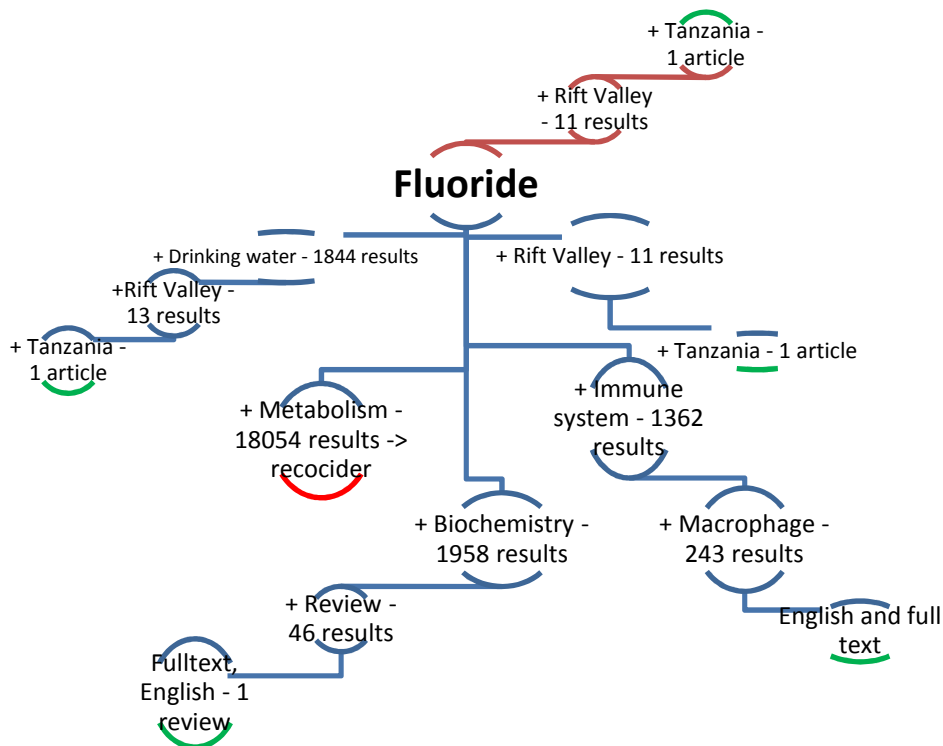 + Tanzania -
1 article
+ Rift Valley
- 11 results
Fluoride
+ Drinking water - 1844 results
+ Rift Valley - 11 results
+Rift Valley -
13 results
+ Tanzania -
1 article
+ Tanzania - 1 article
+ Metabolism -
18054 results ->
recocider
+ Immune
system - 1362
results
+ Biochemistry -
1958 results
+ Macrophage -
243 results
+ Review -
46 results
English and full
text
Fulltext,
English - 1
review